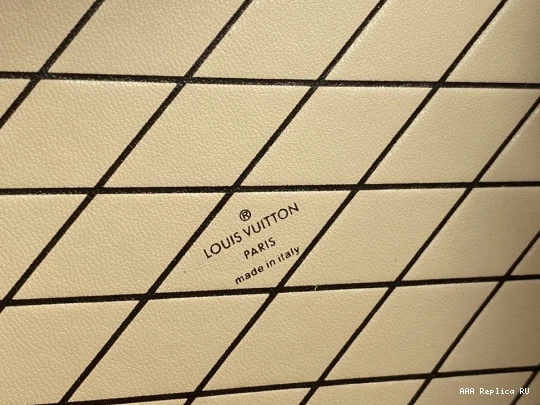 ®
LOUIS VUITTON
PARIS
made in italy
AAA Replica RU